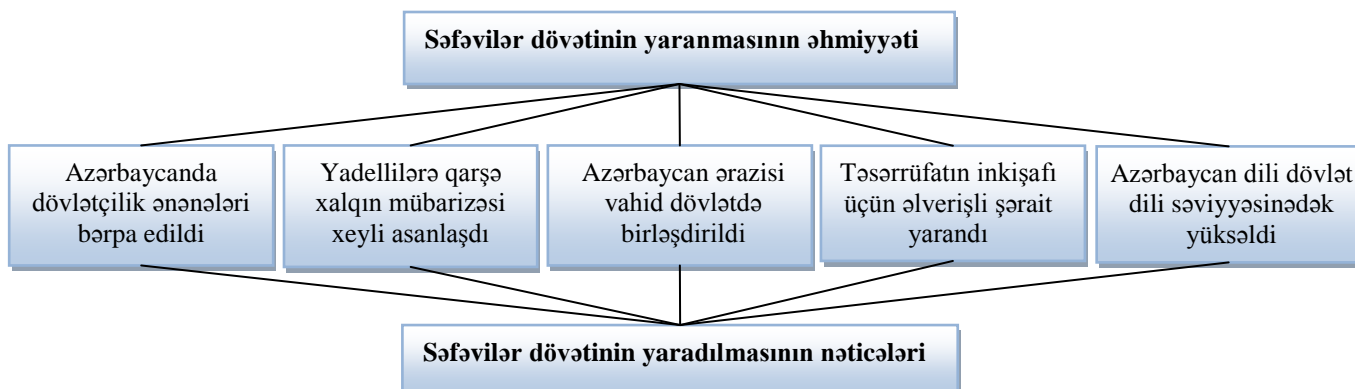 Səfəvilər dövətinin yaranmasının əhmiyyəti
Azərbaycanda
dövlətçilik ənənələri
bərpa edildi
Yadellilərə qarşə
xalqın mübarizəsi
xeyli asanlaşdı
Azərbaycan ərazisi
vahid dövlətdə
birləşdirildi
Təsərrüfatın inkişafı
üçün əlverişli şərait
yarandı
Azərbaycan dili dövlət
dili səviyyəsinədək
yüksəldi
Səfəvilər dövətinin yaradılmasının nəticələri